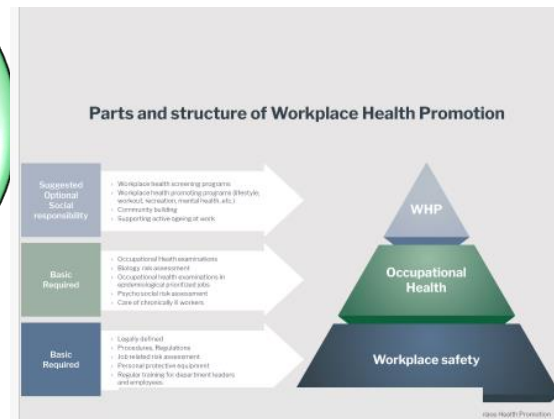 Parts and structure of Workplace Health Promotion
Suggested
Optional
Social
responsibility
Workplace health screening programs
Workplace health promoting programs (lifestyle,
workout, recreation, mental health, etc.)
Community building
Supporting active ageing at work
WHP
Basic
Required
Occupational Heath examinations
Biology risk assessment
Occupational health examinations in
epidemiological prioritized jobs
Psycho social risk assessment
Care of chronically ill workers
Occupational
Health
Basic
Required
Legally defined
Procedures, Regulations
Job related risk assessment
Personal protective equipment
Regular training for department leaders
and employees
Workplace safety
Health Promotion